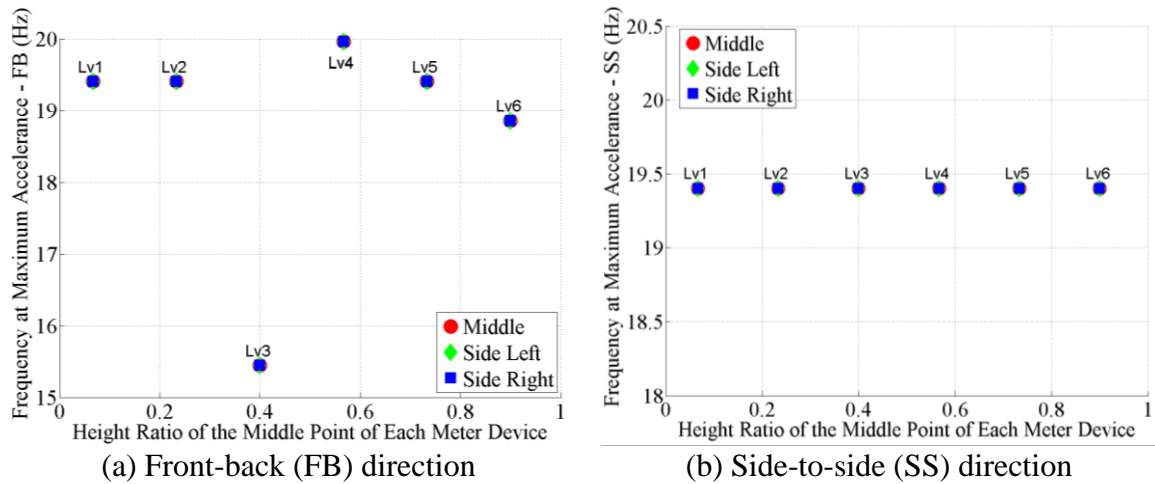 Frequency at Maximum Accelerance - FB (Hz)
20
19
18
17
16
15
Lv1
Lv2
Lv3
Lv4
Lv5
Lv6
Middle
Side Left
Side Right
0
0.2
0.4
0.6
0.8
1
Height Ratio of the Middle Point of Each Meter Device
(a) Front-back (FB) direction
Frequency at Maximum Accelerance - SS (Hz)
20.5
20
19.5
19
18.5
18
Middle
Side Left
Side Right
Lv1
Lv2
Lv3
Lv4
Lv5
Lv6
0
0.2
0.4
0.6
0.8
1
Height Ratio of the Middle Point of Each Meter Device
(b) Side-to-side (SS) direction